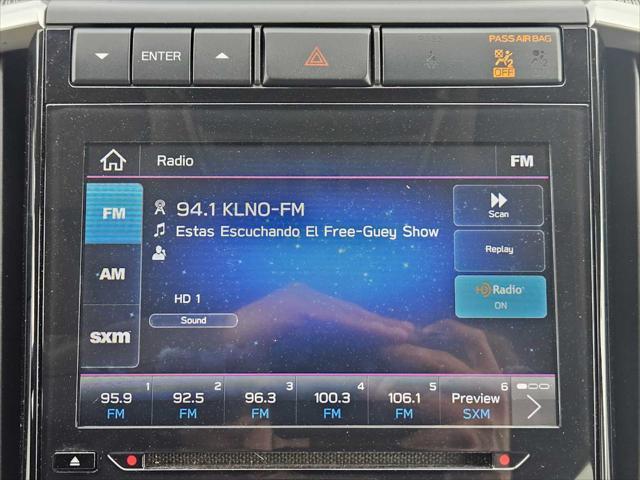 ENTER
PASS AIR BAG
OFF
Radio
FM
FM
94.1 KLNO-FM
Scan
Estas Escuchando El Free-Guey Show
Replay
AM
HD Radio
ON
HD 1
Sound
sxm
1 2 3 4 5 6
95.9 92.5 96.3 100.3 106.1 Preview
FM FM FM FM FM SXM